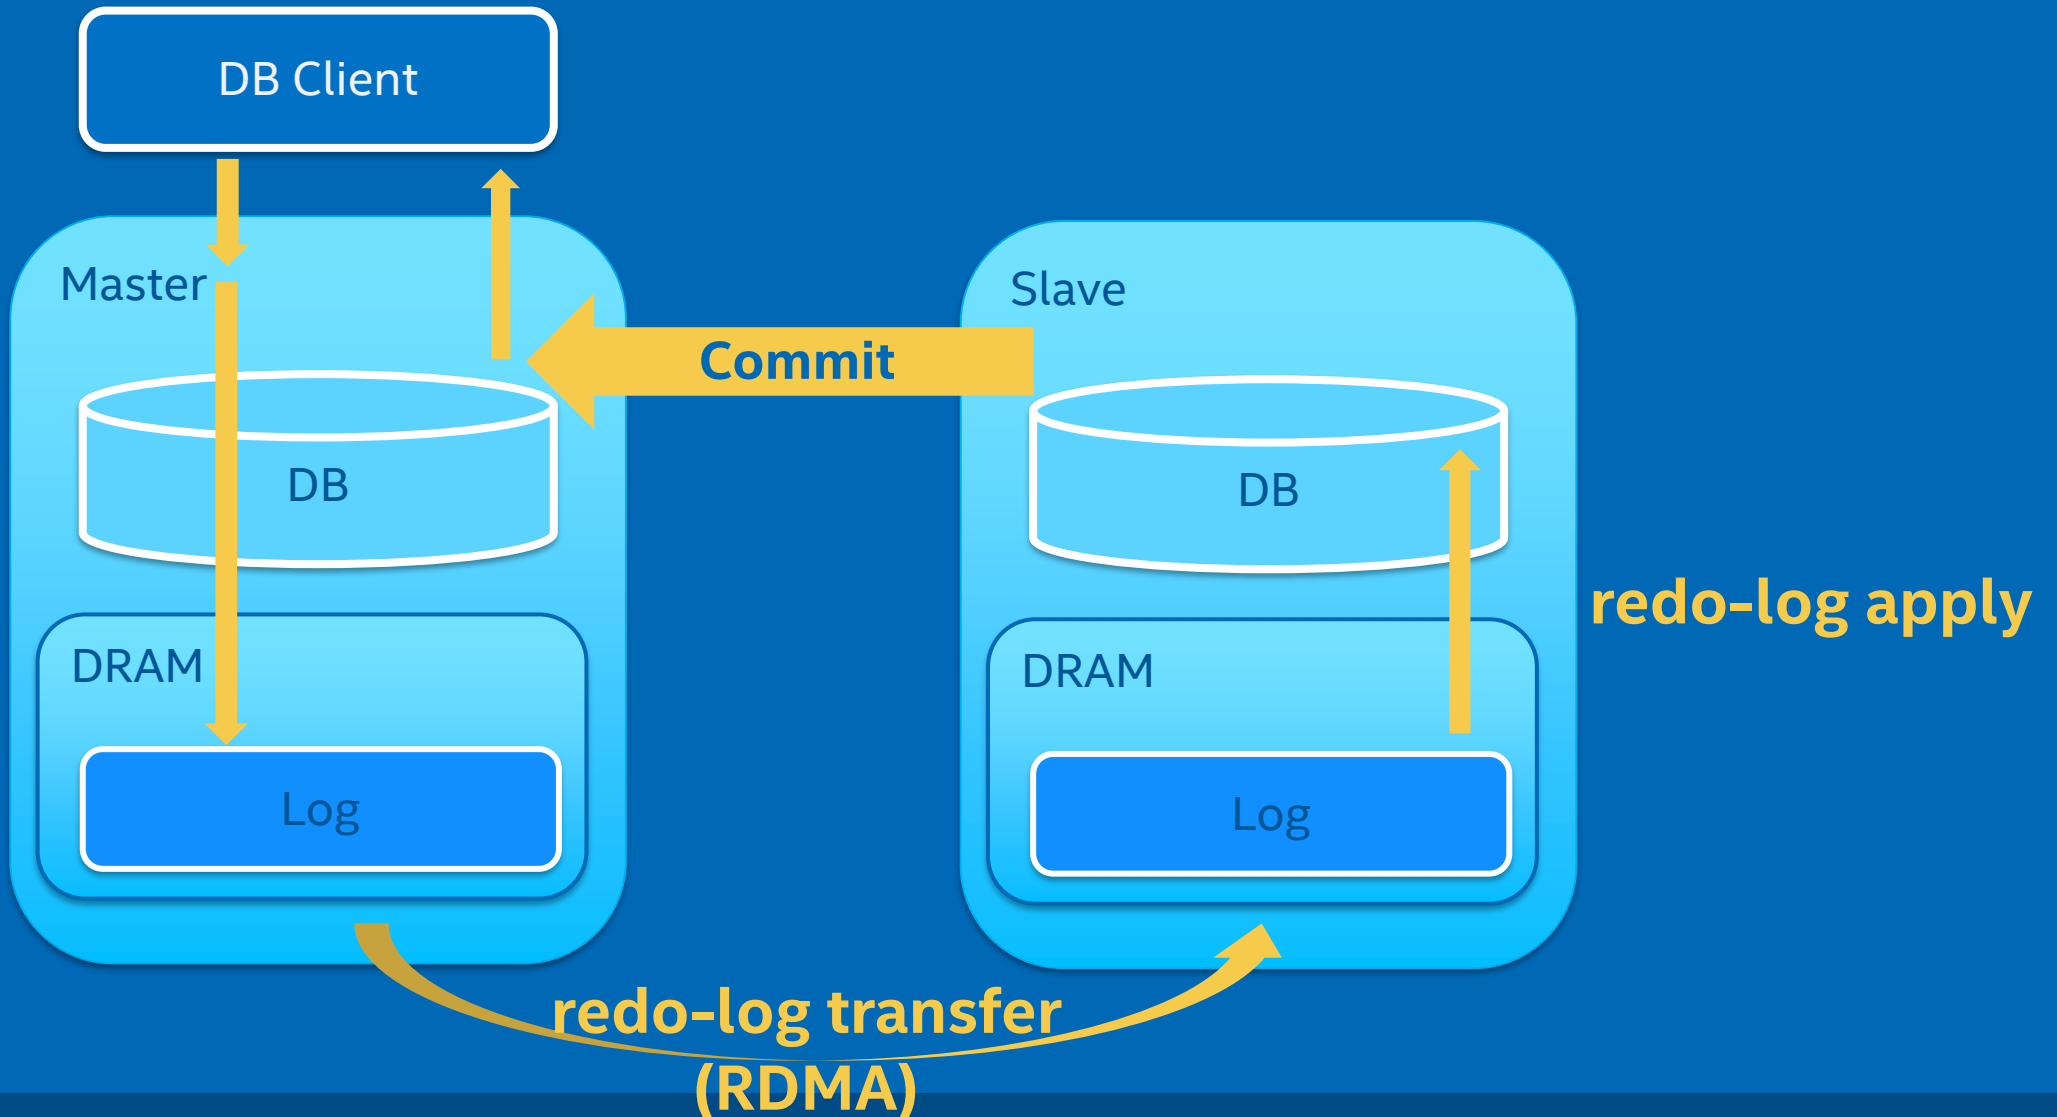 DB Client
Master
Slave
Commit
DB
DB
redo-log apply
DRAM
DRAM
Log
Log
redo-log transfer
(RDMA)